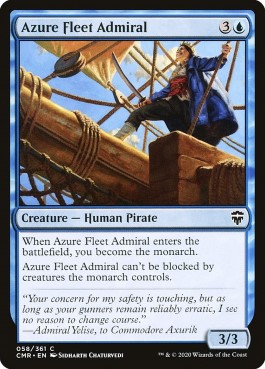 Azure Fleet Admiral 3
Creature — Human Pirate
When Azure Fleet Admiral enters the
battlefield, you become the monarch.
Azure Fleet Admiral can't be blocked by
creatures the monarch controls.
"Your concern for my safety is touching, but as
long as your gunners remain reliably erratic, I see
no reason to change course."
—Admiral Yelise, to Commodore Axurik
3/3
058/361 C
CMR • EN Sidharth Chaturvedi ™ & © 2020 Wizards of the Coast